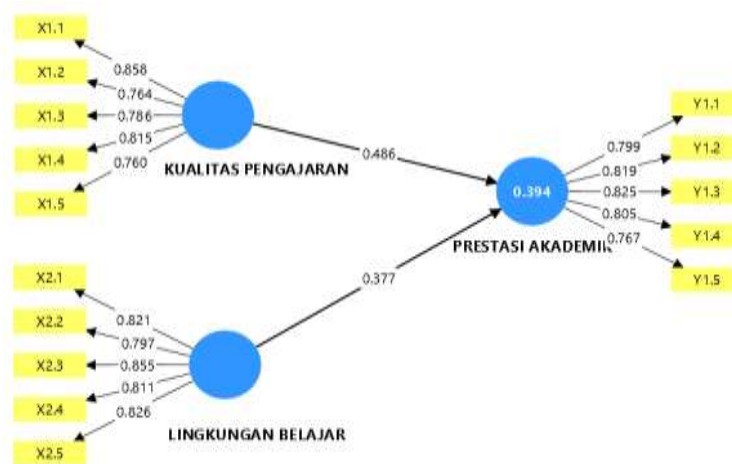 X1.1
X1.2
X1.3
X1.4
X1.5
0.858
0.764
0.786
0.815
0.760
KUALITAS PENGAJARAN
0.486
X2.1
X2.2
X2.3
X2.4
X2.5
0.821
0.797
0.855
0.811
0.826
LINGKUNGAN BELAJAR
0.377
0.394
PRESTASI AKADEMIK
0.799
0.819
0.825
0.805
0.767
Y1.1
Y1.2
Y1.3
Y1.4
Y1.5